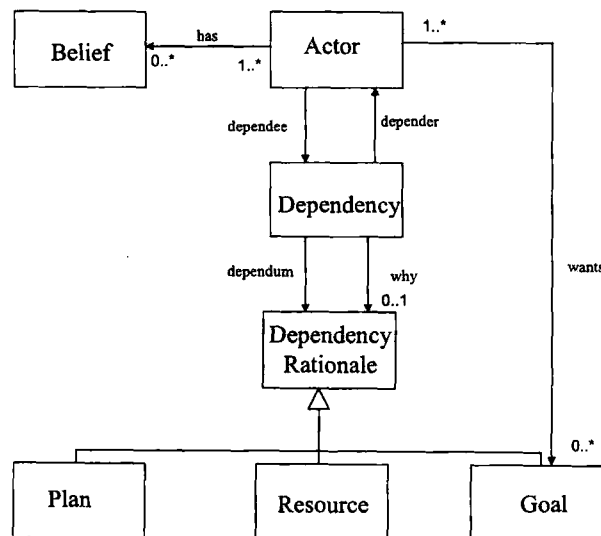 has
1..*
Belief
0..*
1..*
Actor
dependee
depender
Dependency
dependum
why
wants
0..1
Dependency
Rationale
0..*
Plan
Resource
Goal